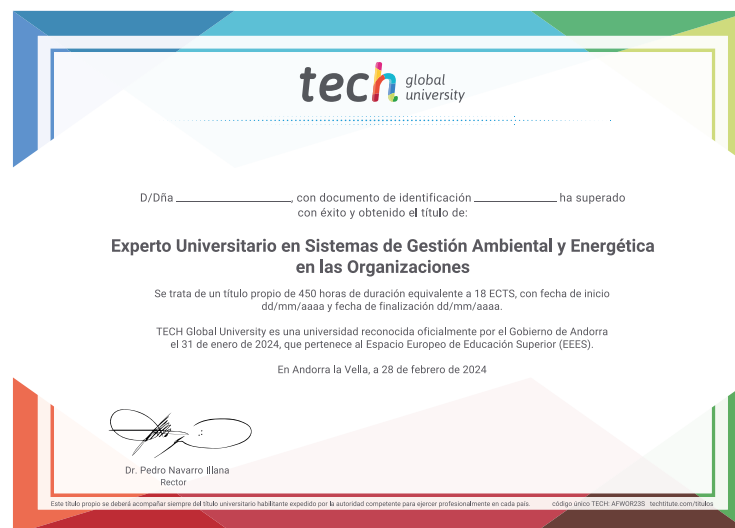 tech global university
D/Dña ____________, con documento de identificación ____________ ha superado
con éxito y obtenido el título de:
Experto Universitario en Sistemas de Gestión Ambiental y Energética
en las Organizaciones
Se trata de un título propio de 450 horas de duración equivalente a 18 ECTS, con fecha de inicio
dd/mm/aaaa y fecha de finalización dd/mm/aaaa.
TECH Global University es una universidad reconocida oficialmente por el Gobierno de Andorra
el 31 de enero de 2024, que pertenece al Espacio Europeo de Educación Superior (EEES).
En Andorra la Vella, a 28 de febrero de 2024
Dr. Pedro Navarro Illana
Rector
Este título propio se deberá acompañar siempre del título universitario habilitante expedido por la autoridad competente para ejercer profesionalmente en cada país. código único TECH: AFWOR23S techtitute.com/titulos